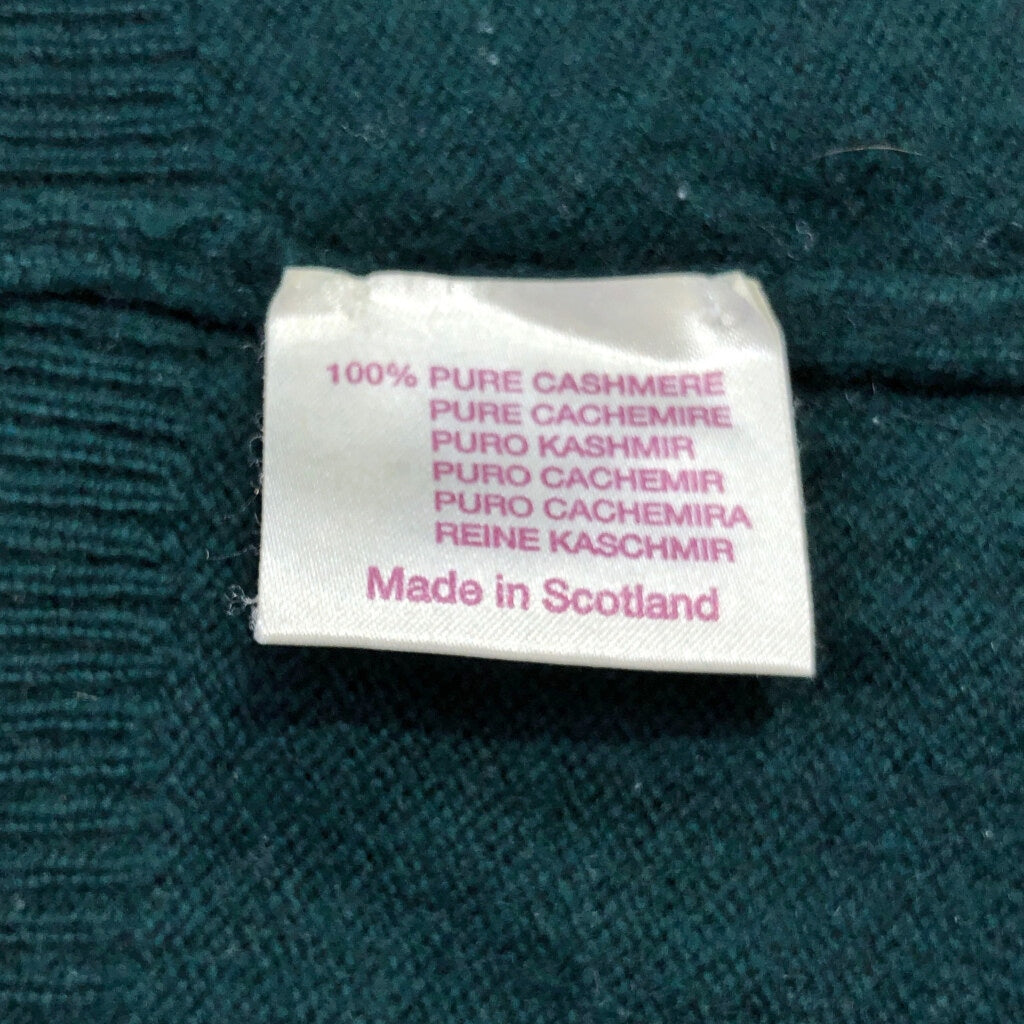 100% PURE CASHMERE
PURE CACHEMIRE
PURO KASHMIR
PURO CACHEMIR
PURO CACHEMIRA
REINE KASCHMIR
Made in Scotland